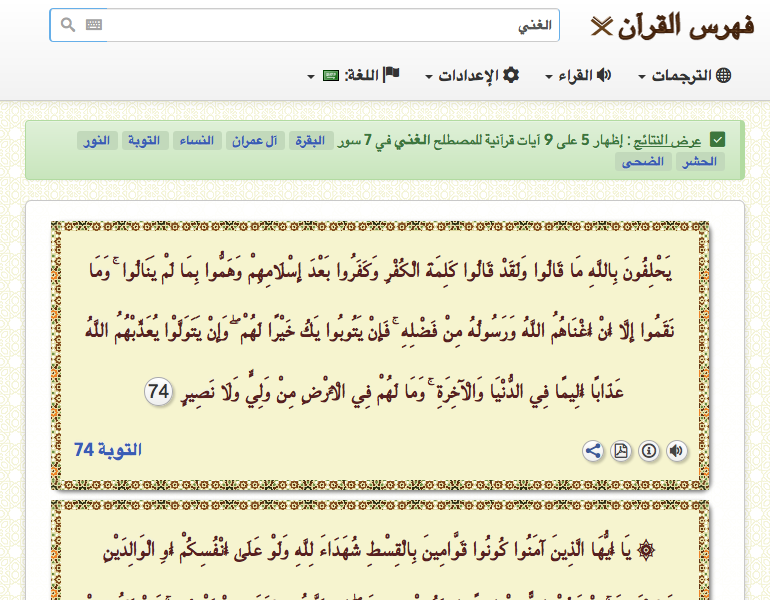 فهرس القرآن
الغني
الترجمات
القراء
الإعدادات
اللغة:
عرض النتائج : إظهار 5 على 9 آيات قرآنية للمصطلح الغني في 7 سور البقرة آل عمران النساء التوبة النور
الحشر الضحى
يَحْلِفُونَ بِاللَّهِ مَا قَالُوا وَلَقَدْ قَالُوا كَلِمَةَ الْكُفْرِ وَكَفَرُوا بَعْدَ إِسْلَامِهِمْ وَهَمُّوا بِمَا لَمْ يَنَالُوا ۚ وَمَا
نَقَمُوا إِلَّا أَنْ أَغْنَاهُمُ اللَّهُ وَرَسُولُهُ مِنْ فَضْلِهِ ۚ فَإِنْ يَتُوبُوا يَكُ خَيْرًا لَهُمْ ۖ وَإِنْ يَتَوَلَّوْا يُعَذِّبْهُمُ اللَّهُ
عَذَابًا أَلِيمًا فِي الدُّنْيَا وَالْآخِرَةِ ۚ وَمَا لَهُمْ فِي الْأَرْضِ مِنْ وَلِيٍّ وَلَا نَصِيرٍ 74
التوبة 74
۞ يَا أَيُّهَا الَّذِينَ آمَنُوا كُونُوا قَوَّامِينَ بِالْقِسْطِ شُهَدَاءَ لِلَّهِ وَلَوْ عَلَىٰ أَنْفُسِكُمْ أَوِ الْوَالِدَيْنِ